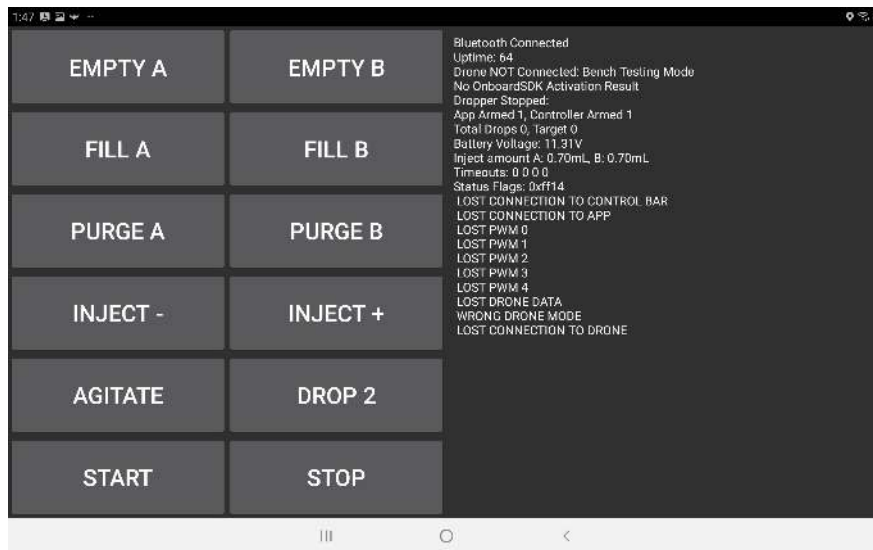 1:47
EMPTY A
EMPTY B
FILL A
FILL B
PURGE A
PURGE B
INJECT -
INJECT +
AGITATE
DROP 2
START
STOP
Bluetooth Connected
Uptime: 64
Drone NOT Connected: Bench Testing Mode
No OnboardSDK Activation Result
Dropper Stopped:
App Armed 1, Controller Armed 1
Total Drops 0, Target 0
Battery Voltage: 11.31V
Inject amount A: 0.70mL, B: 0.70mL
Timeouts: 0 0 0 0
Status Flags: 0xff14
LOST CONNECTION TO CONTROL BAR
LOST CONNECTION TO APP
LOST PWM 0
LOST PWM 1
LOST PWM 2
LOST PWM 3
LOST PWM 4
LOST DRONE DATA
WRONG DRONE MODE
LOST CONNECTION TO DRONE